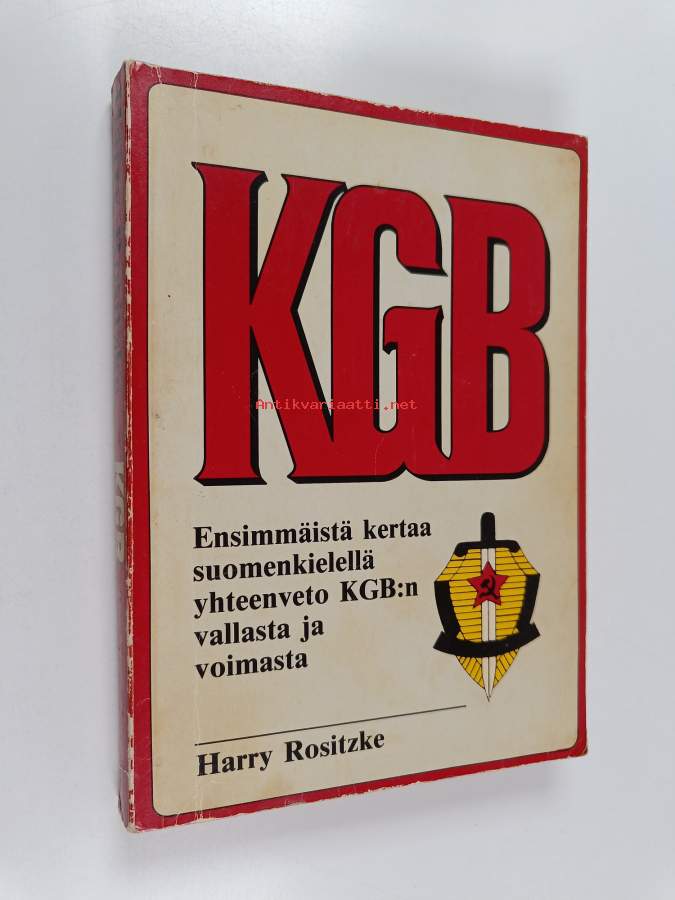 KGB
Antikvariaatti.net
Ensimmäistä kertaa
suomenkielellä
yhteenveto KGB:n
vallasta ja
voimasta
Harry Rositzke
KGB